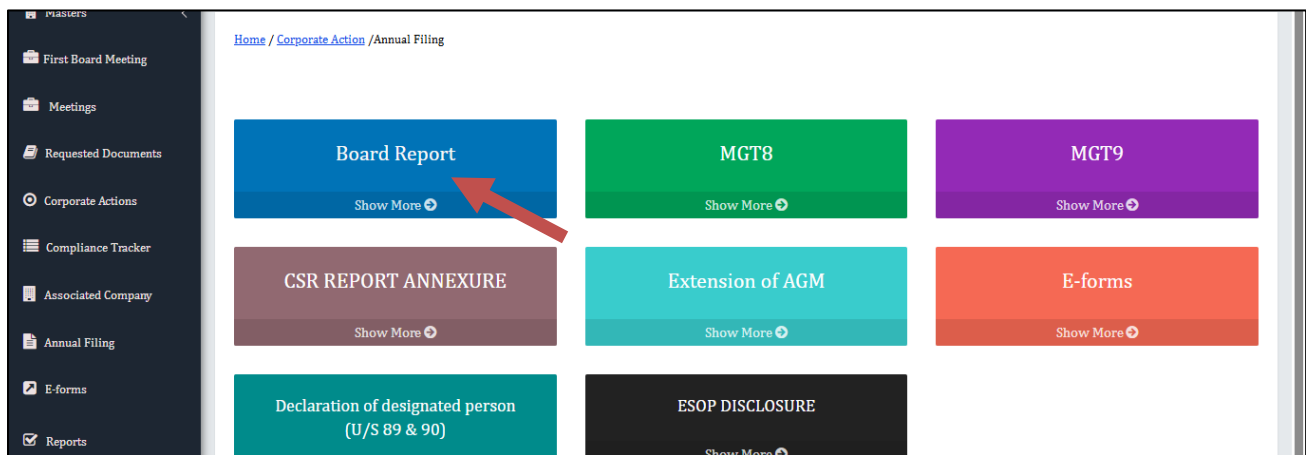 Masters
Home / Corporate Action /Annual Filing
First Board Meeting
Meetings
Requested Documents
Corporate Actions
Compliance Tracker
Associated Company
Annual Filing
E-forms
Reports
Board Report
Show More
MGT8
Show More
MGT9
Show More
CSR REPORT ANNEXURE
Show More
Extension of AGM
Show More
E-forms
Show More
Declaration of designated person
(U/S 89 & 90)
ESOP DISCLOSURE
Show More